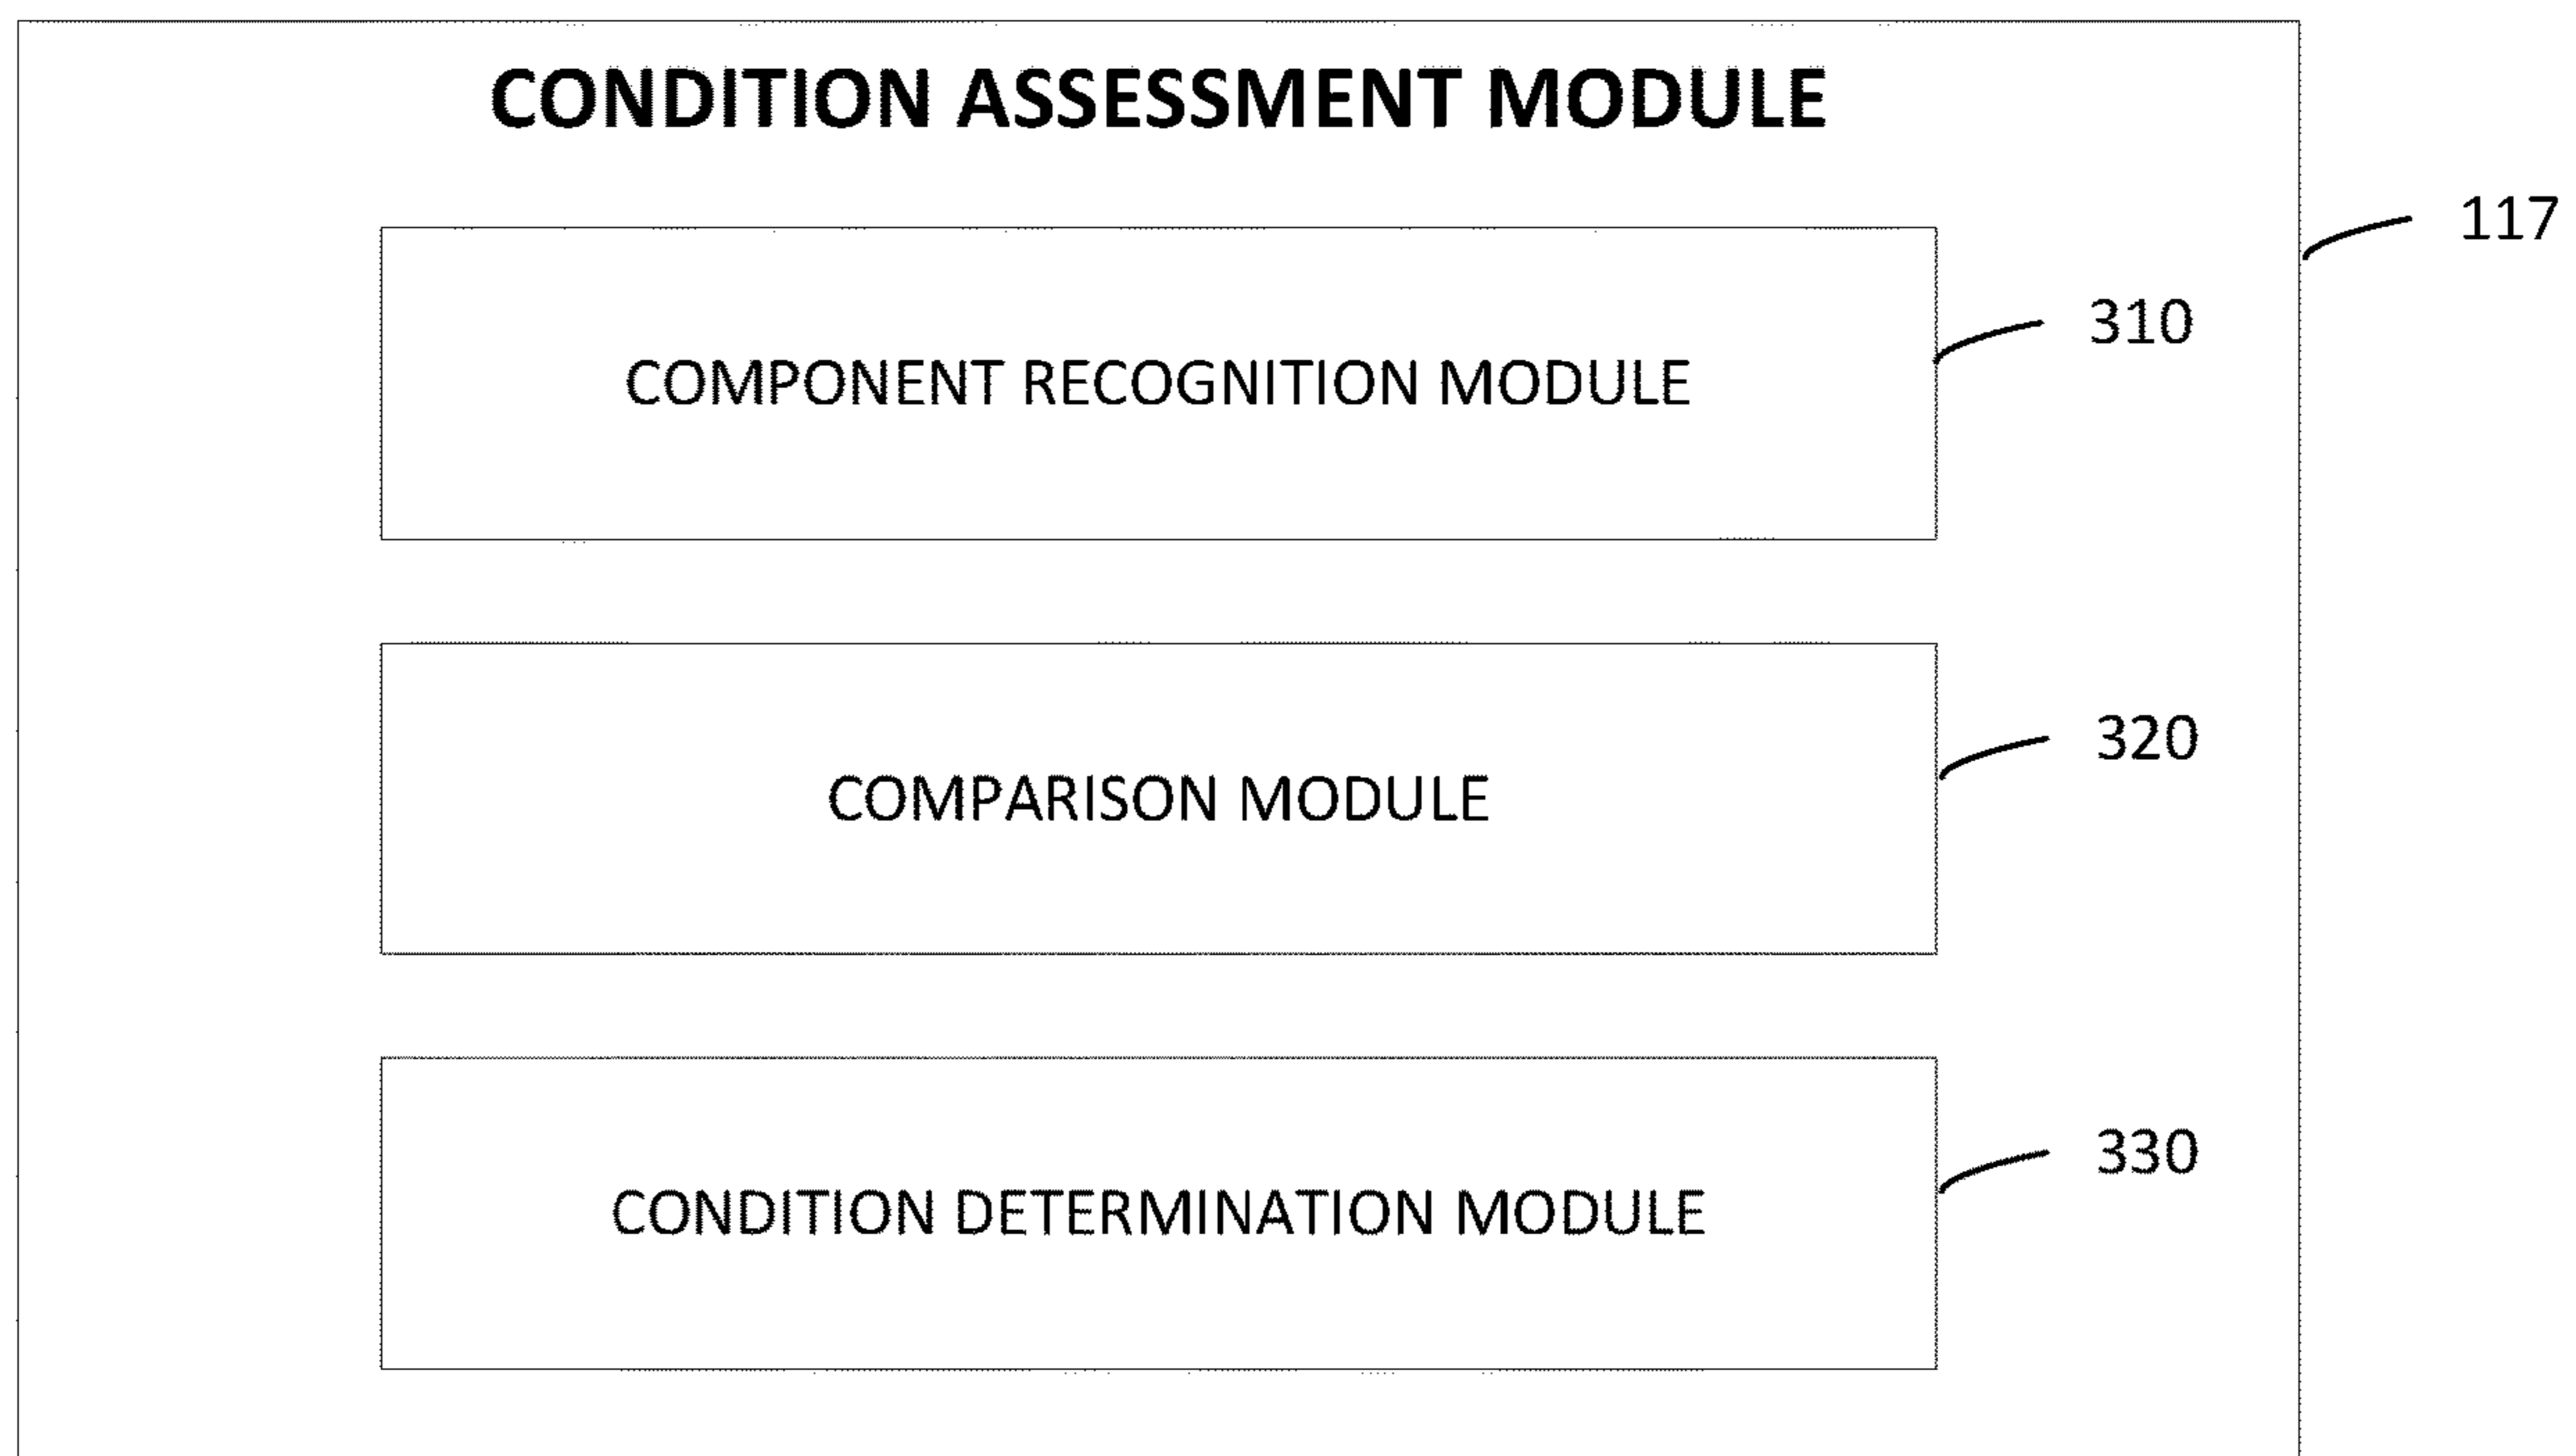 CONDITION ASSESSMENT MODULE
117
310
COMPONENT RECOGNITION MODULE
320
COMPARISON MODULE
330
CONDITION DETERMINATION MODULE